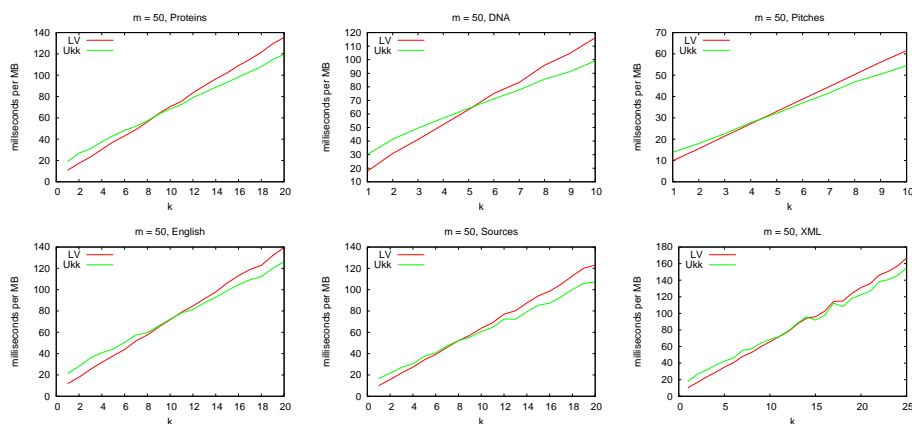 m = 50, Proteins
LV
Ukk
milliseconds per MB
0 20 40 60 80 100 120 140
0 2 4 6 8 10 12 14 16 18 20
k
m = 50, DNA
LV
Ukk
milliseconds per MB
10 20 30 40 50 60 70 80 90 100 110 120
1 2 3 4 5 6 7 8 9 10
k
m = 50, Pitches
LV
Ukk
milliseconds per MB
0 10 20 30 40 50 60 70
1 2 3 4 5 6 7 8 9 10
k
m = 50, English
LV
Ukk
milliseconds per MB
0 20 40 60 80 100 120 140
0 2 4 6 8 10 12 14 16 18 20
k
m = 50, Sources
LV
Ukk
milliseconds per MB
0 20 40 60 80 100 120 140
0 2 4 6 8 10 12 14 16 18 20
k
m = 50, XML
LV
Ukk
milliseconds per MB
0 20 40 60 80 100 120 140 160 180
0 5 10 15 20 25
k